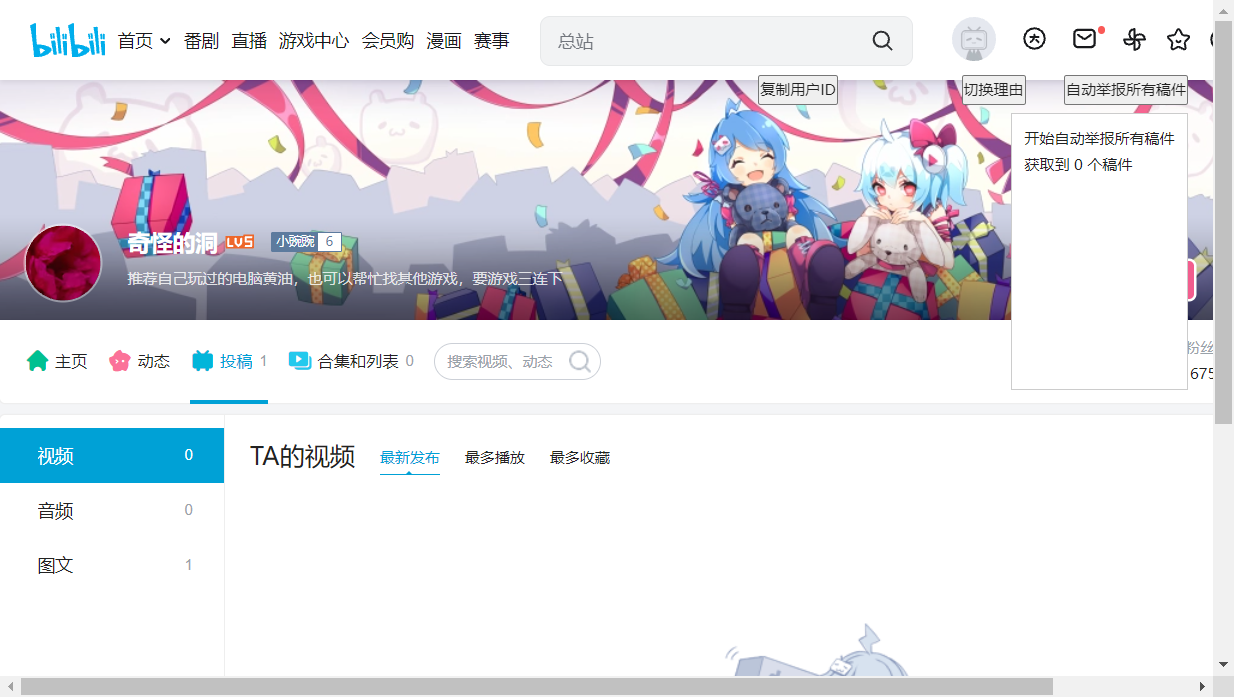 bilibili 首页 番剧 直播 游戏中心 会员购 漫画 赛事 总站
复制用户ID 切换理由 自动举报所有稿件
开始自动举报所有稿件
获取到 0 个稿件
奇怪的洞 LV5 小豌豌 6
推荐自己玩过的电脑黄油，也可以帮忙找其他游戏，要游戏三连下
主页 动态 投稿 1 合集和列表 0 搜索视频、动态 粉丝
675
视频 0
音频 0
图文 1
TA的视频 最新发布 最多播放 最多收藏